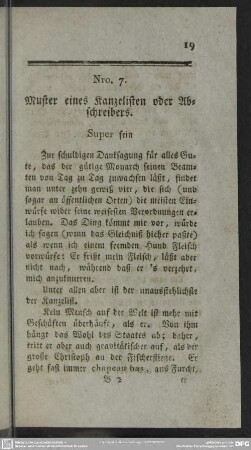 19
Nro. 7.
Muster eines Kanzelisten oder Ab-
schreibers.
Super fein
Zur schuldigen Danksagung für alles Gu-
te, das der gütige Monarch seinen Beam-
ten von Tag zu Tag zuwachsen läßt, findet
man unter zehn gewiß vier, die sich (und
sogar an öffentlichen Orten) die meisten Ein-
würfe wider seine weisesten Verordnungen er-
lauben. Das Ding kömmt mir vor, würde
ich sagen (wenn das Gleichniß hieher paßte)
als wenn ich einem fremden Hund Fleisch
vorwürfe: Er frißt mein Fleisch, läßt aber
nicht nach, während daß er 's verzehrt,
mich anzuknurren.
Unter allen aber ist der unausstehlichste
der Kanzelist.
Kein Mensch auf der Welt ist mehr mit
Geschäften überhäuft, als er. Von ihm
hängt das Wohl des Staates ab; daher,
tritt er aber auch gravitätischer auf, als der
große Christoph an der Fischerstiege. Er
geht fast immer chapeau bas, aus Furcht,
B 2
er